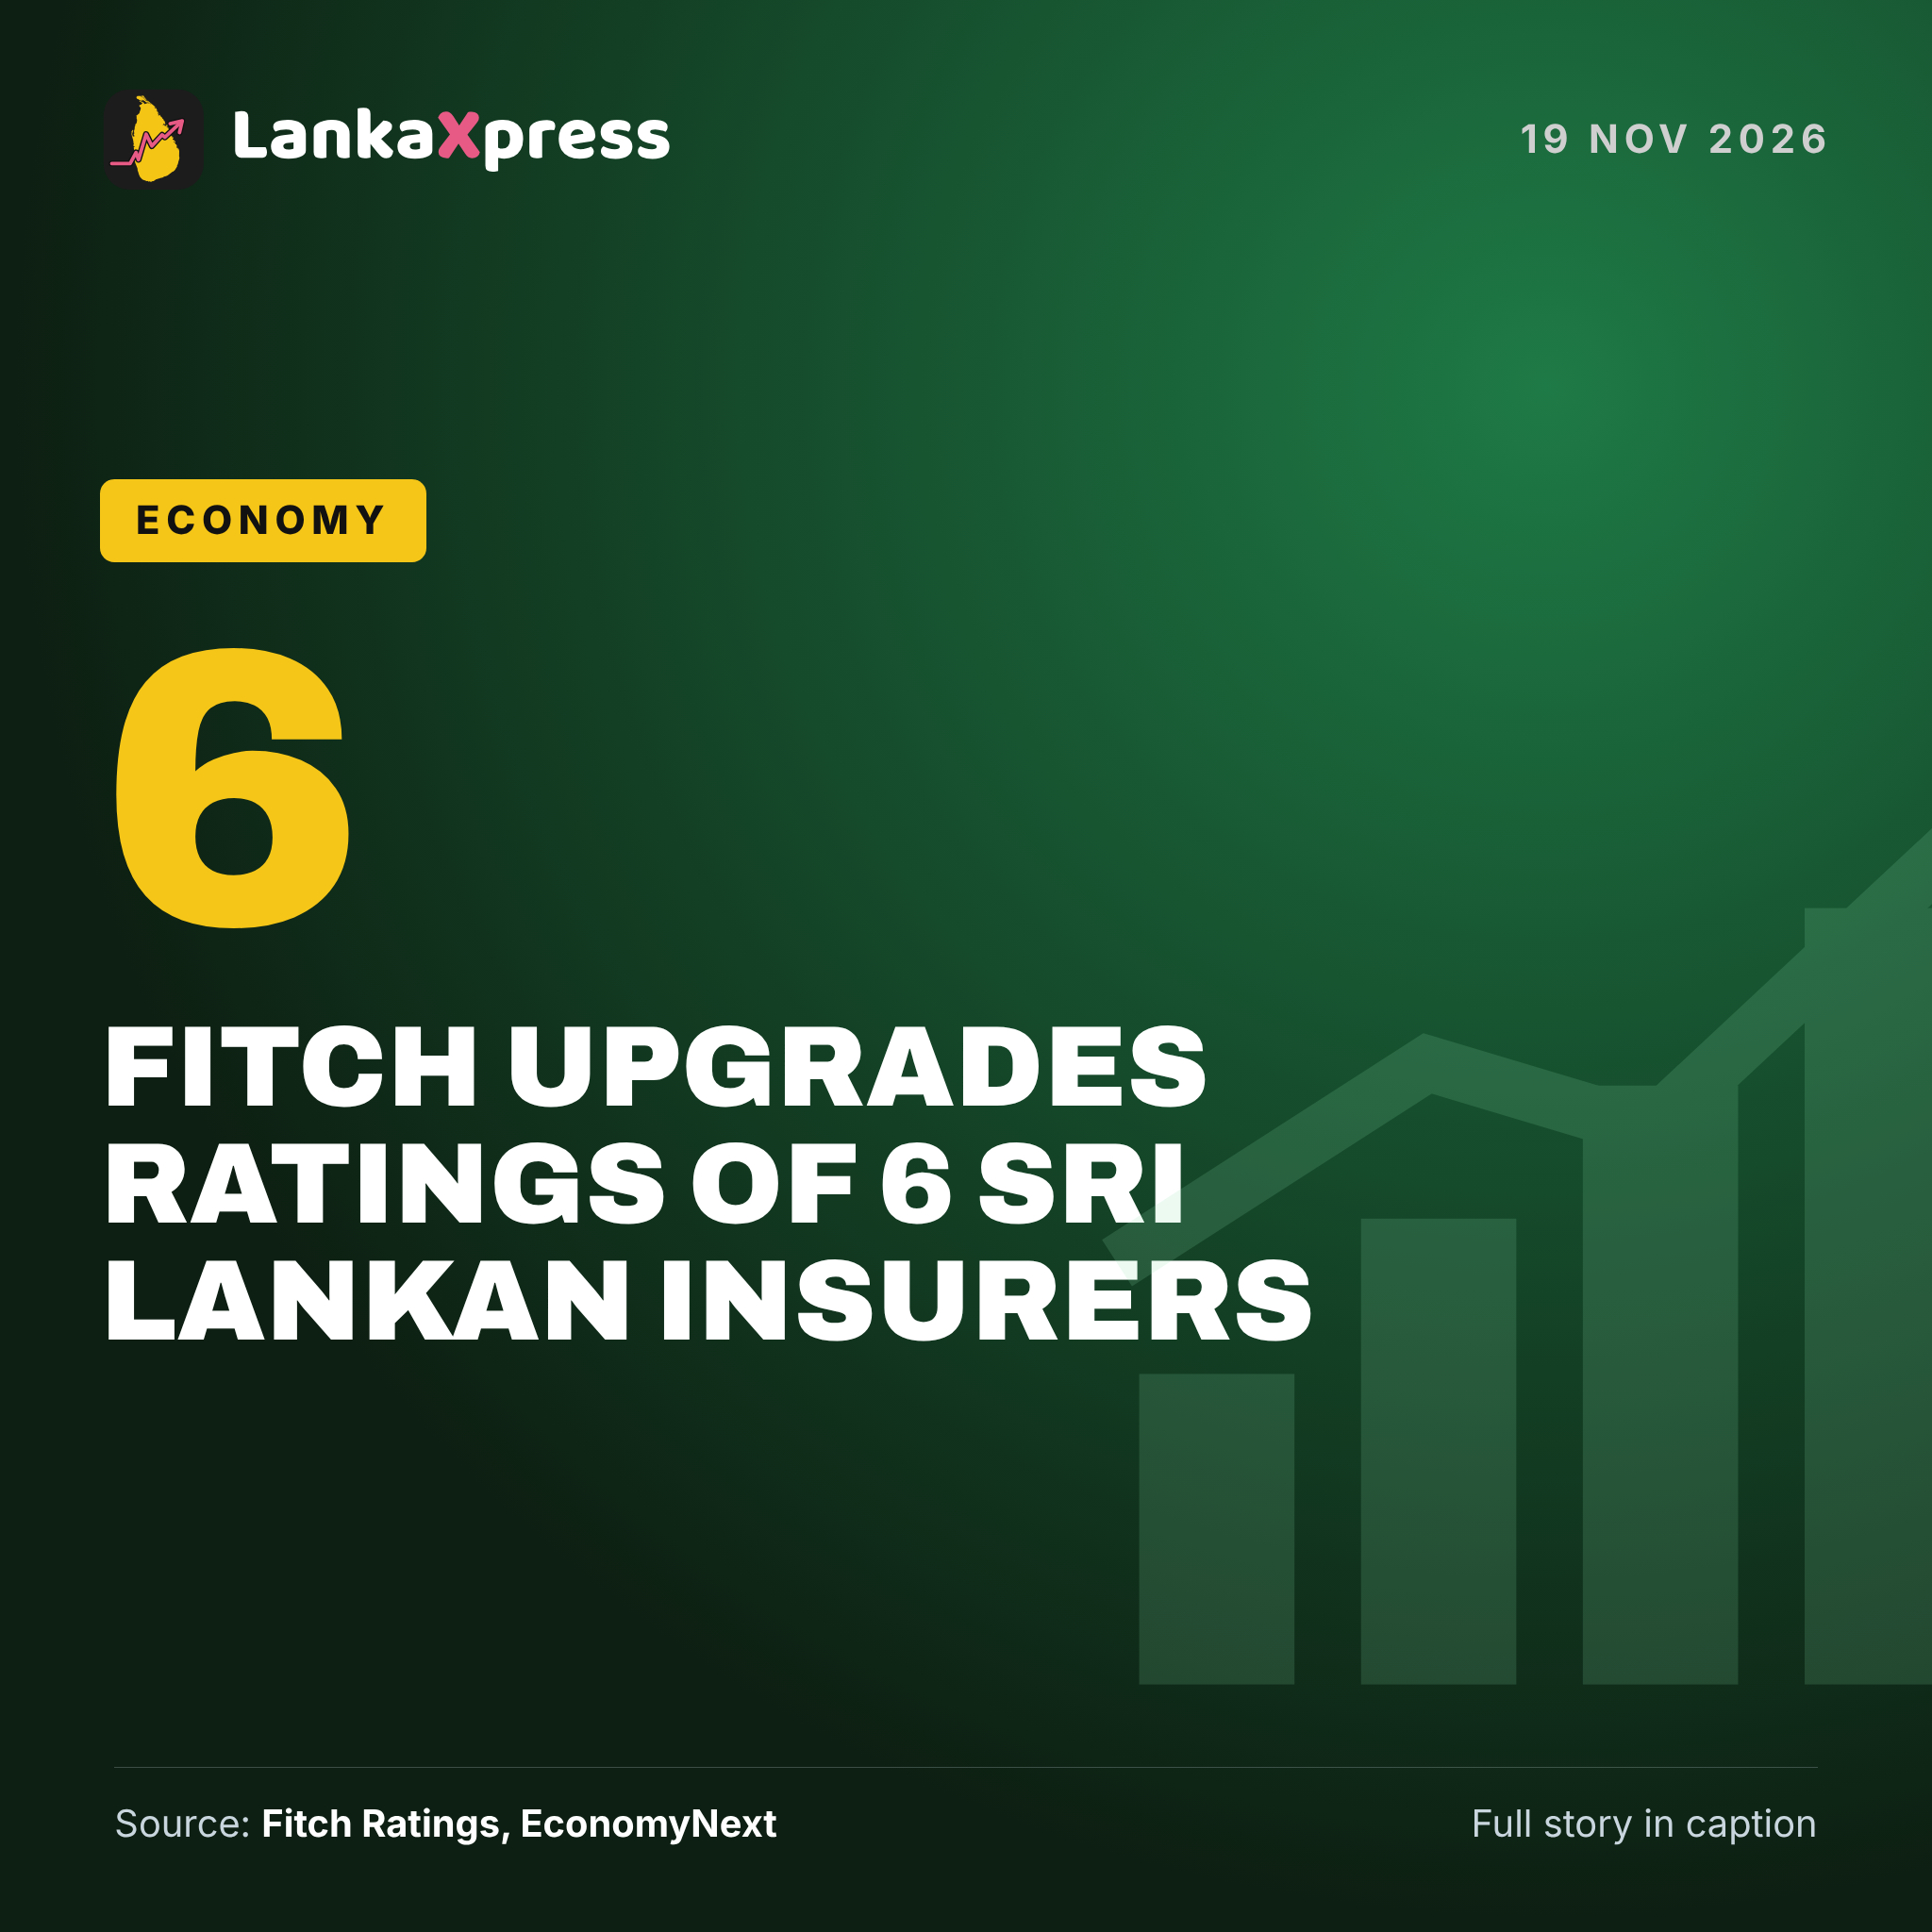 LankaXpress
19 NOV 2026
ECONOMY
6
FITCH UPGRADES
RATINGS OF 6 SRI
LANKAN INSURERS
Source: Fitch Ratings, EconomyNext
Full story in caption